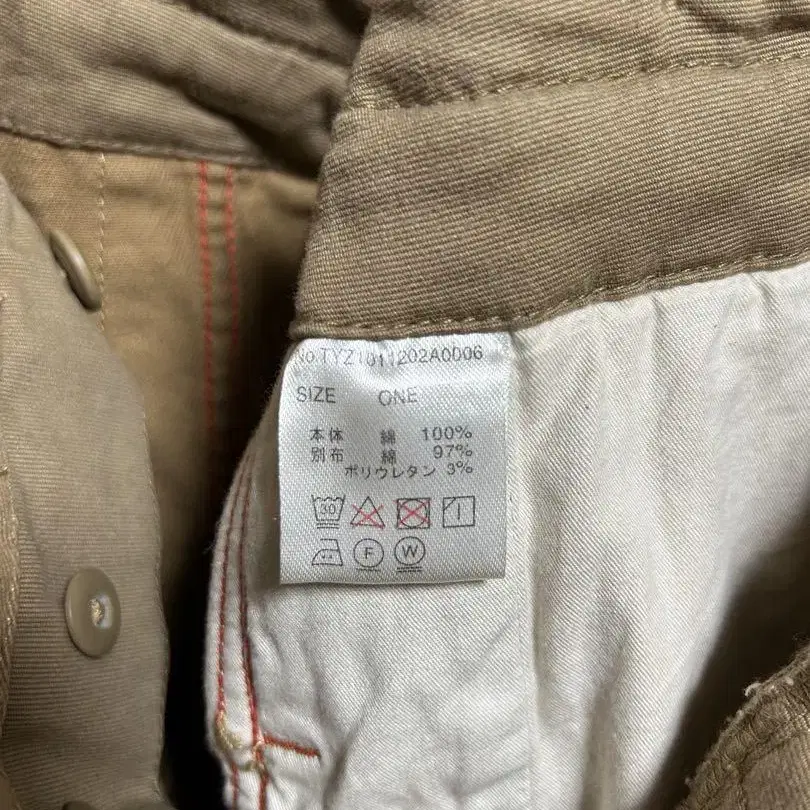 No.TYZ1011202A0006
SIZE ONE
本体 綿 100%
別布 綿 97%
ポリウレタン 3%
30
F W